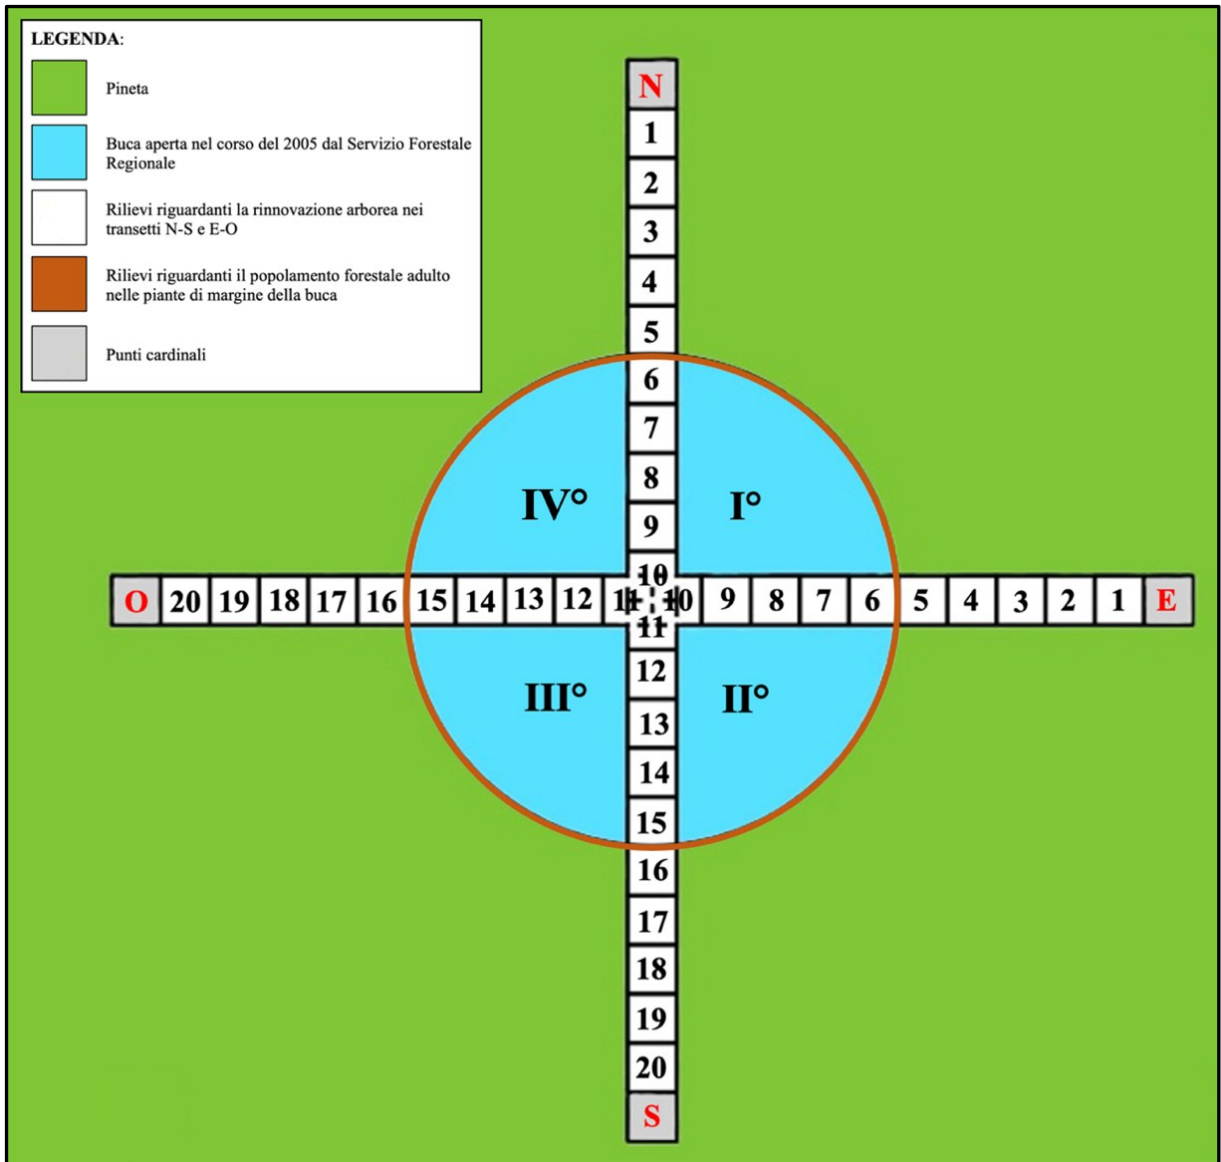 LEGENDA:
Pineta
Buca aperta nel corso del 2005 dal Servizio Forestale
Regionale
Rilievi riguardanti la rinnovazione arborea nei
transetti N-S e E-O
Rilievi riguardanti il popolamento forestale adulto
nelle piante di margine della buca
Punti cardinali
N
1
2
3
4
5
6
7
8
9
10
IV° I°
O 20 19 18 17 16 15 14 13 12 11 10 9 8 7 6 5 4 3 2 1 E
11
III° II°
12
13
14
15
16
17
18
19
20
S